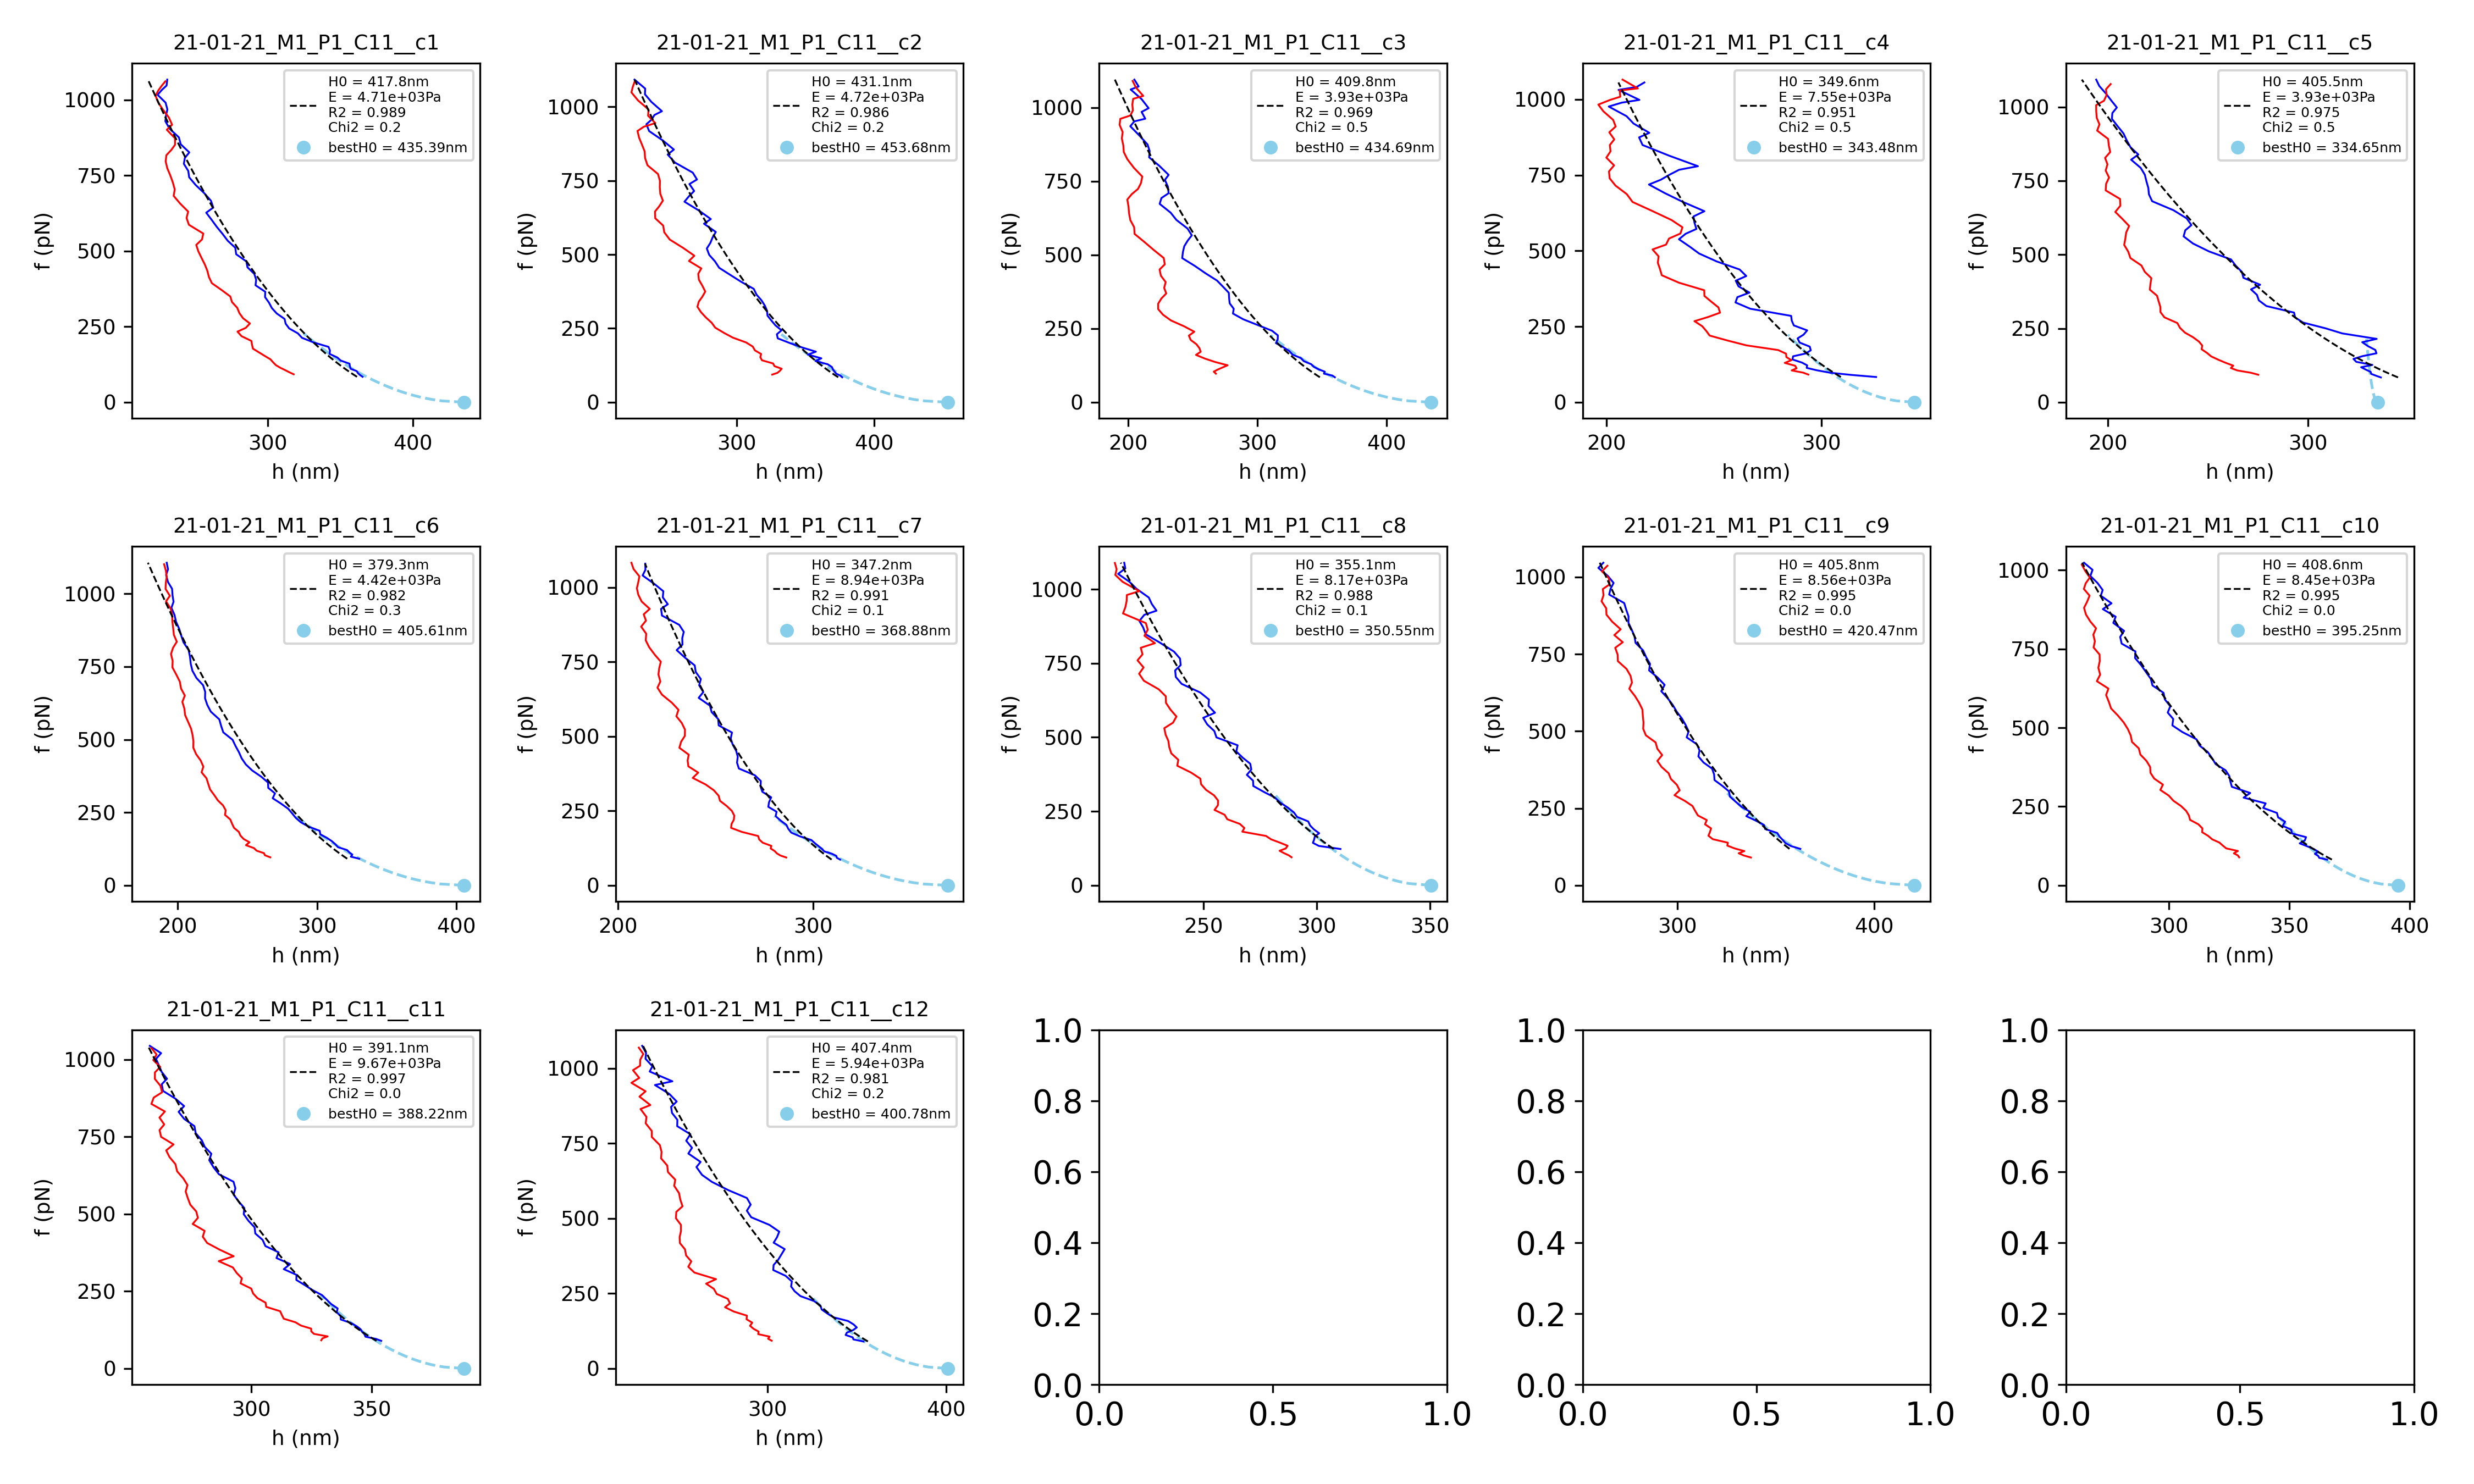 21-01-21_M1_P1_C11__c1
H0 = 417.8nm
E = 4.71e+03Pa
R2 = 0.989
Chi2 = 0.2
bestH0 = 435.39nm
f (pN)
1000
750
500
250
0
300 400
h (nm)
21-01-21_M1_P1_C11__c2
H0 = 431.1nm
E = 4.72e+03Pa
R2 = 0.986
Chi2 = 0.2
bestH0 = 453.68nm
f (pN)
1000
750
500
250
0
300 400
h (nm)
21-01-21_M1_P1_C11__c3
H0 = 409.8nm
E = 3.93e+03Pa
R2 = 0.969
Chi2 = 0.5
bestH0 = 434.69nm
f (pN)
1000
750
500
250
0
200 300 400
h (nm)
21-01-21_M1_P1_C11__c4
H0 = 349.6nm
E = 7.55e+03Pa
R2 = 0.951
Chi2 = 0.5
bestH0 = 343.48nm
f (pN)
1000
750
500
250
0
200 300
h (nm)
21-01-21_M1_P1_C11__c5
H0 = 405.5nm
E = 3.93e+03Pa
R2 = 0.975
Chi2 = 0.5
bestH0 = 334.65nm
f (pN)
1000
750
500
250
0
200 300
h (nm)
21-01-21_M1_P1_C11__c6
H0 = 379.3nm
E = 4.42e+03Pa
R2 = 0.982
Chi2 = 0.3
bestH0 = 405.61nm
f (pN)
1000
750
500
250
0
200 300 400
h (nm)
21-01-21_M1_P1_C11__c7
H0 = 347.2nm
E = 8.94e+03Pa
R2 = 0.991
Chi2 = 0.1
bestH0 = 368.88nm
f (pN)
1000
750
500
250
0
200 300
h (nm)
21-01-21_M1_P1_C11__c8
H0 = 355.1nm
E = 8.17e+03Pa
R2 = 0.988
Chi2 = 0.1
bestH0 = 350.55nm
f (pN)
1000
750
500
250
0
250 300 350
h (nm)
21-01-21_M1_P1_C11__c9
H0 = 405.8nm
E = 8.56e+03Pa
R2 = 0.995
Chi2 = 0.0
bestH0 = 420.47nm
f (pN)
1000
750
500
250
0
300 400
h (nm)
21-01-21_M1_P1_C11__c10
H0 = 408.6nm
E = 8.45e+03Pa
R2 = 0.995
Chi2 = 0.0
bestH0 = 395.25nm
f (pN)
1000
750
500
250
0
300 350 400
h (nm)
21-01-21_M1_P1_C11__c11
H0 = 391.1nm
E = 9.67e+03Pa
R2 = 0.997
Chi2 = 0.0
bestH0 = 388.22nm
f (pN)
1000
750
500
250
0
300 350
h (nm)
21-01-21_M1_P1_C11__c12
H0 = 407.4nm
E = 5.94e+03Pa
R2 = 0.981
Chi2 = 0.2
bestH0 = 400.78nm
f (pN)
1000
750
500
250
0
300 400
h (nm)
1.0
0.8
0.6
0.4
0.2
0.0
0.0 0.5 1.0
1.0
0.8
0.6
0.4
0.2
0.0
0.0 0.5 1.0
1.0
0.8
0.6
0.4
0.2
0.0
0.0 0.5 1.0